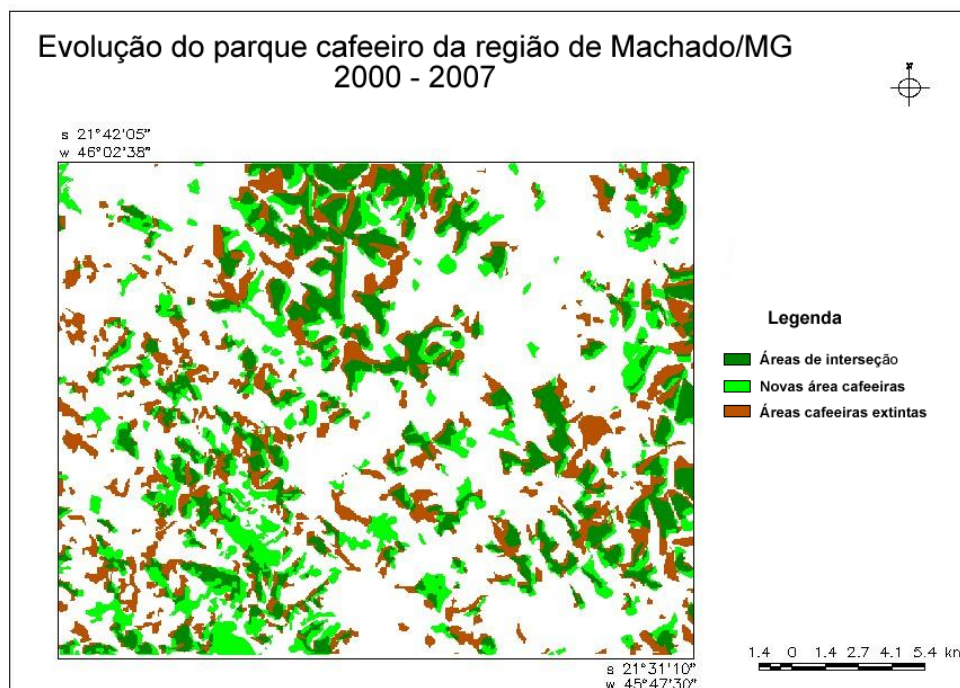 Evolução do parque cafeeiro da região de Machado/MG
2000 - 2007
s 21°42'05"
w 46°02'38"
Legenda
Áreas de interseção
Novas área cafeeiras
Áreas cafeeiras extintas
s 21°31'10"
w 45°47'30"
1.4 0 1.4 2.7 4.1 5.4 km